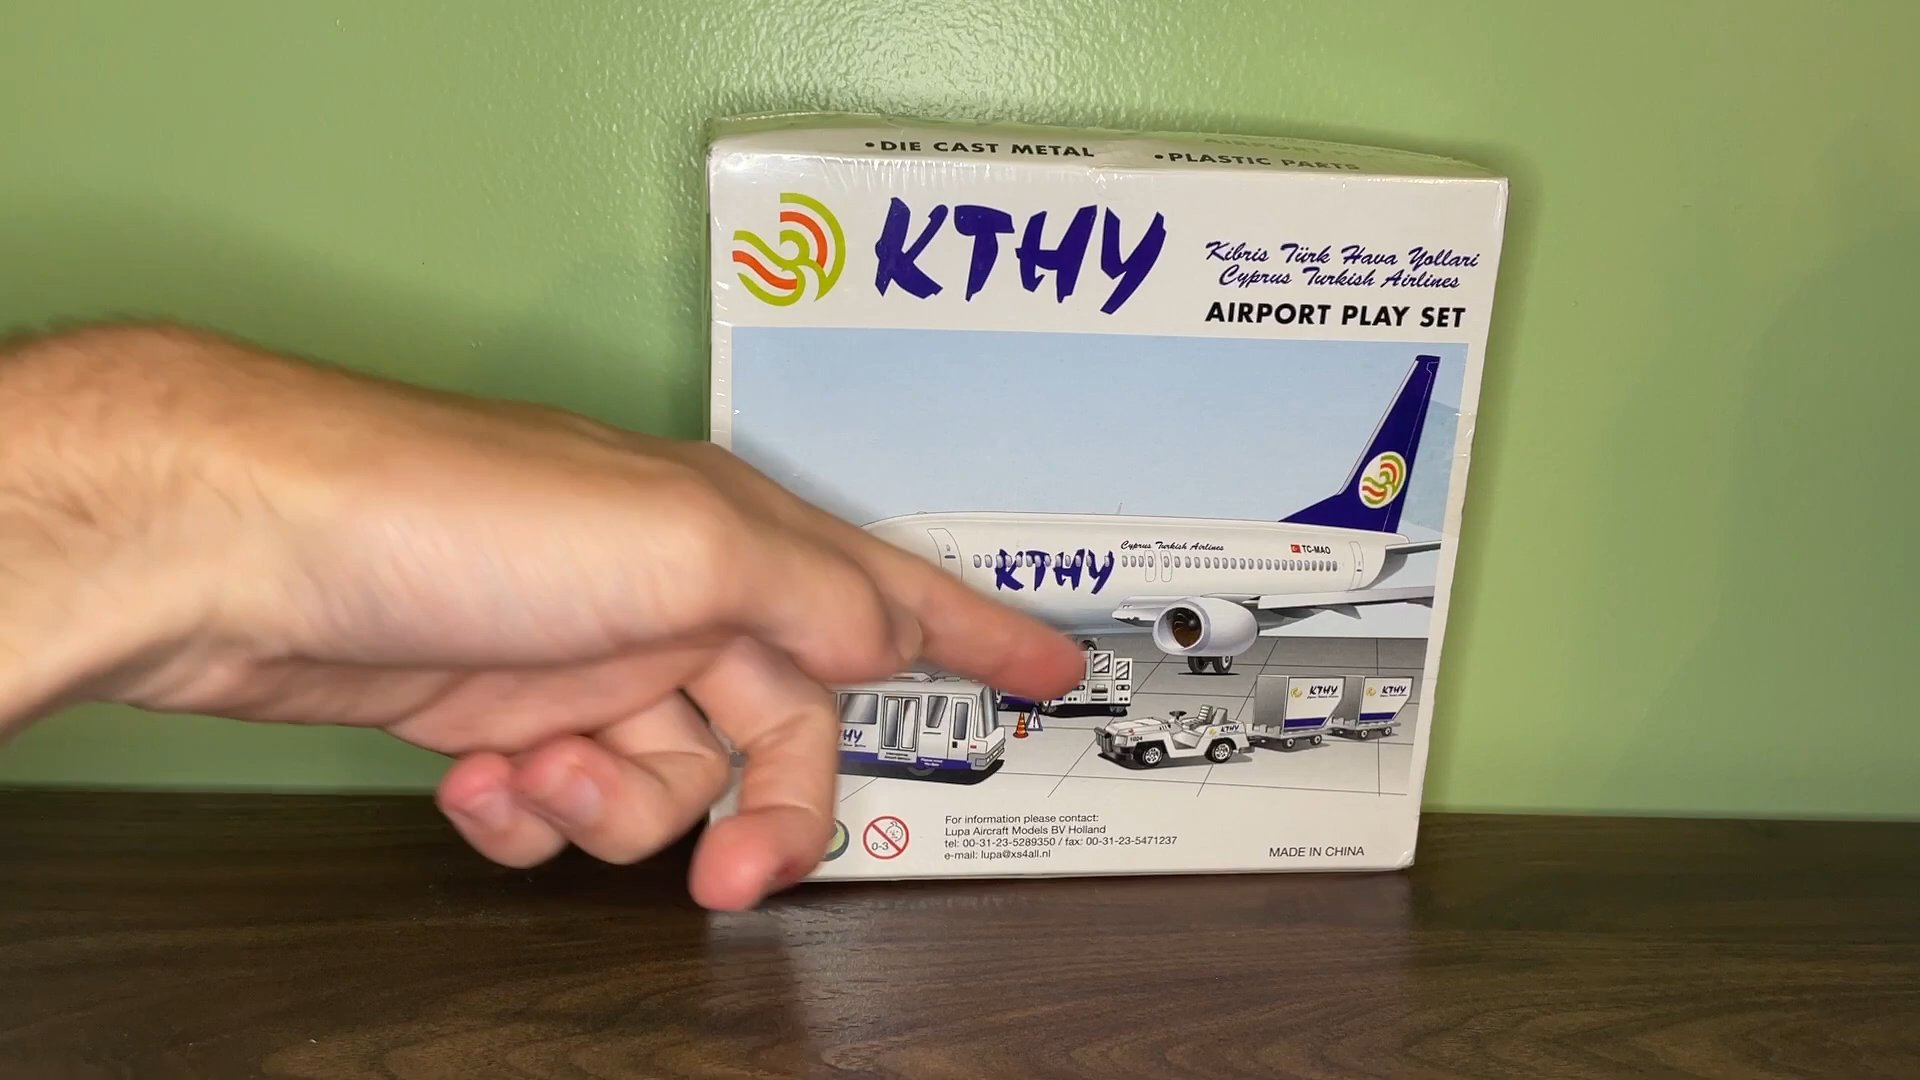 •DIE CAST METAL •PLASTIC PARTS
KTHY
Kibris Türk Hava Yollari
Cyprus Turkish Airlines
AIRPORT PLAY SET
Cyprus Turkish Airlines
TC-MAO
KTHY
KTHY
KTHY
KTHY
1024
HY
0-3
For information please contact:
Lupa Aircraft Models BV Holland
tel: 00-31-23-5289350 / fax: 00-31-23-5471237
e-mail: lupa@xs4all.nl
MADE IN CHINA